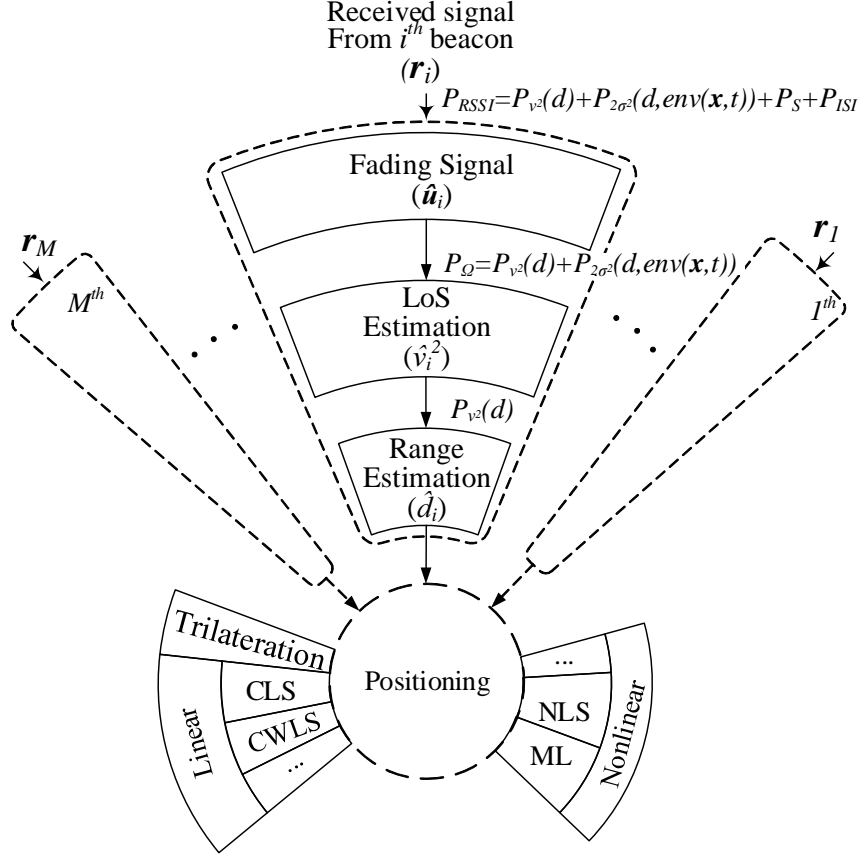 Received signal
From i^th beacon
(r_i)
P_RSSI=P_v²(d)+P_2σ²(d,env(x,t))+P_S+P_ISI
Fading Signal
(û_i)
r_M
r_1
P_Ω=P_v²(d)+P_2σ²(d,env(x,t))
M^th
1^th
LoS
Estimation
(v̂_i²)
P_v²(d)
Range
Estimation
(d̂_i)
Trilateration
Positioning
Linear
CLS
CWLS
...
...
NLS
ML
Nonlinear